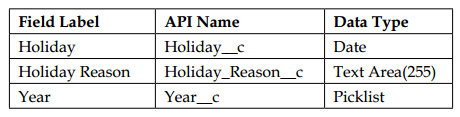 Field Label API Name Data Type
Holiday Holiday__c Date
Holiday Reason Holiday_Reason__c Text Area(255)
Year Year__c Picklist